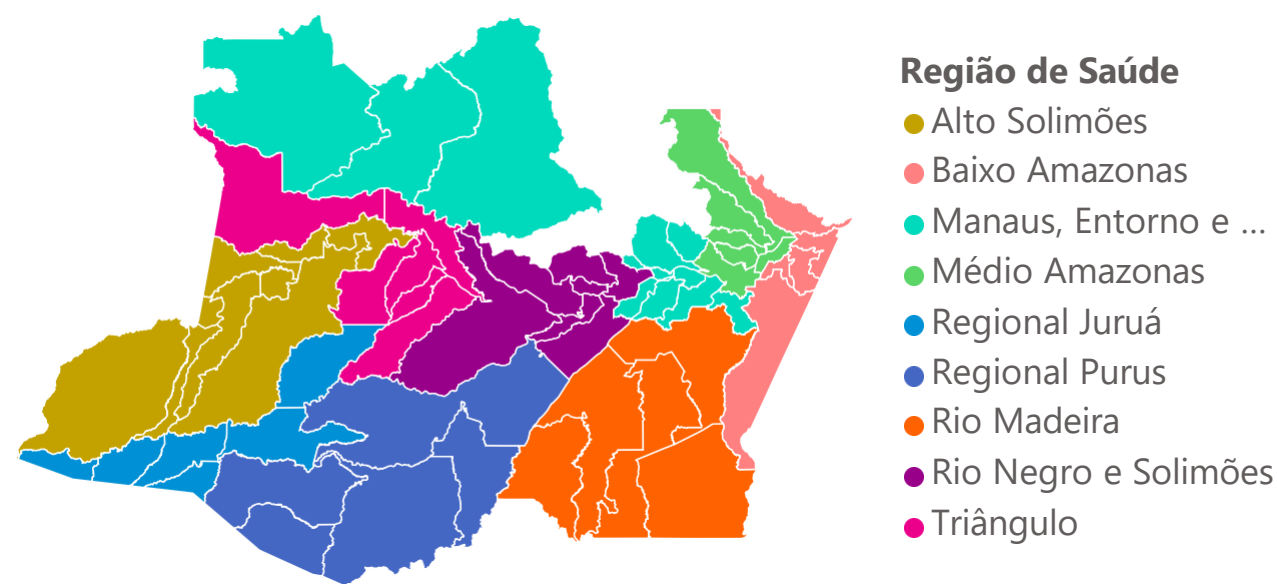 Região de Saúde
Alto Solimões
Baixo Amazonas
Manaus, Entorno e ...
Médio Amazonas
Regional Juruá
Regional Purus
Rio Madeira
Rio Negro e Solimões
Triângulo